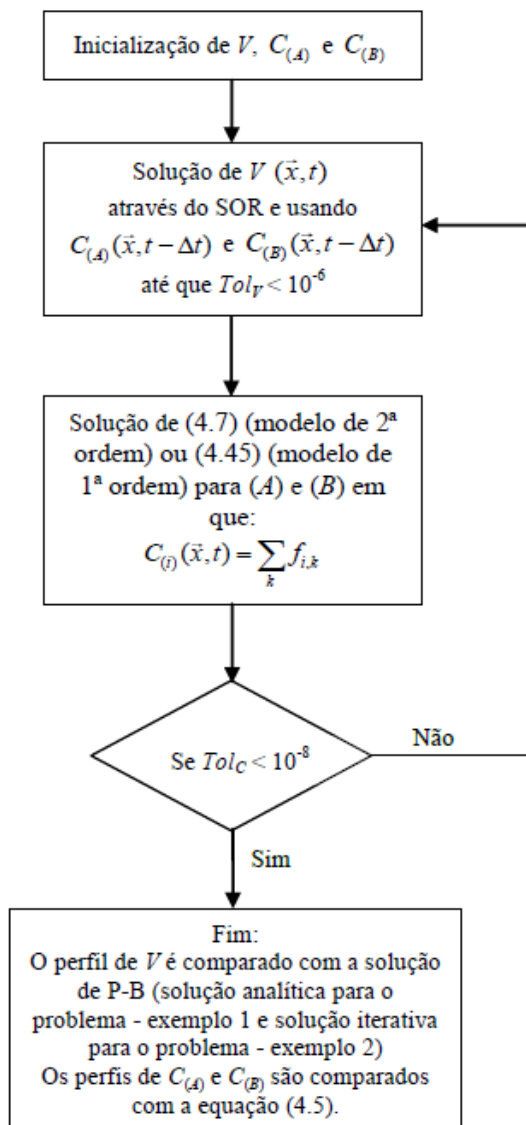 Inicialização de V, C(A) e C(B)
Solução de V (x⃗,t)
através do SOR e usando
C(A)(x⃗,t − Δt) e C(B)(x⃗,t − Δt)
até que TolV < 10⁻⁶
Solução de (4.7) (modelo de 2ª
ordem) ou (4.45) (modelo de
1ª ordem) para (A) e (B) em
que:
C(i)(x⃗,t) = ∑k fi,k
Se TolC < 10⁻⁸
Não
Sim
Fim:
O perfil de V é comparado com a solução
de P-B (solução analítica para o
problema - exemplo 1 e solução iterativa
para o problema - exemplo 2)
Os perfis de C(A) e C(B) são comparados
com a equação (4.5).